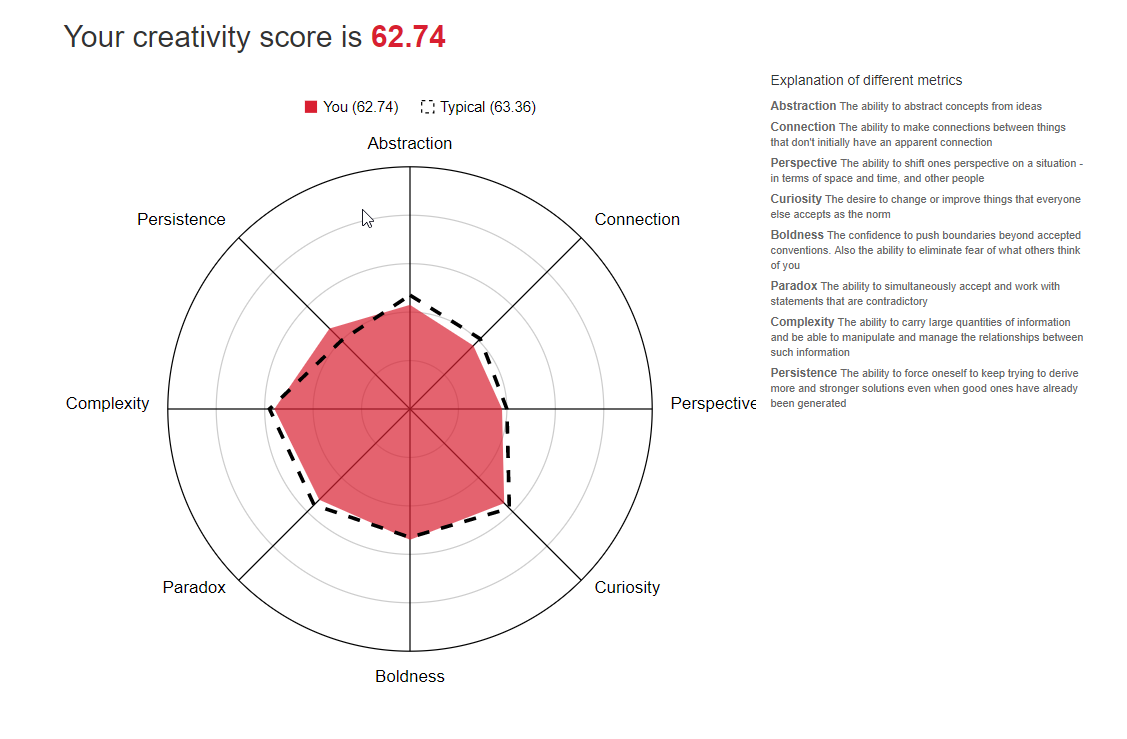 Your creativity score is 62.74
You (62.74) Typical (63.36)
Abstraction
Persistence
Connection
Complexity
Perspective
Paradox
Curiosity
Boldness
Explanation of different metrics
Abstraction The ability to abstract concepts from ideas
Connection The ability to make connections between things
that don't initially have an apparent connection
Perspective The ability to shift ones perspective on a situation -
in terms of space and time, and other people
Curiosity The desire to change or improve things that everyone
else accepts as the norm
Boldness The confidence to push boundaries beyond accepted
conventions. Also the ability to eliminate fear of what others think
of you
Paradox The ability to simultaneously accept and work with
statements that are contradictory
Complexity The ability to carry large quantities of information
and be able to manipulate and manage the relationships between
such information
Persistence The ability to force oneself to keep trying to derive
more and stronger solutions even when good ones have already
been generated